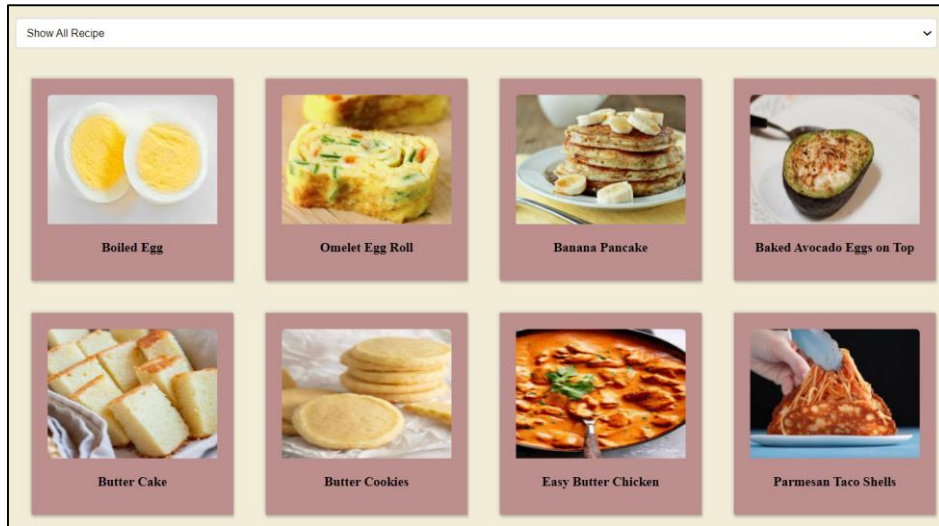 Show All Recipe
Boiled Egg
Omelet Egg Roll
Banana Pancake
Baked Avocado Eggs on Top
Butter Cake
Butter Cookies
Easy Butter Chicken
Parmesan Taco Shells